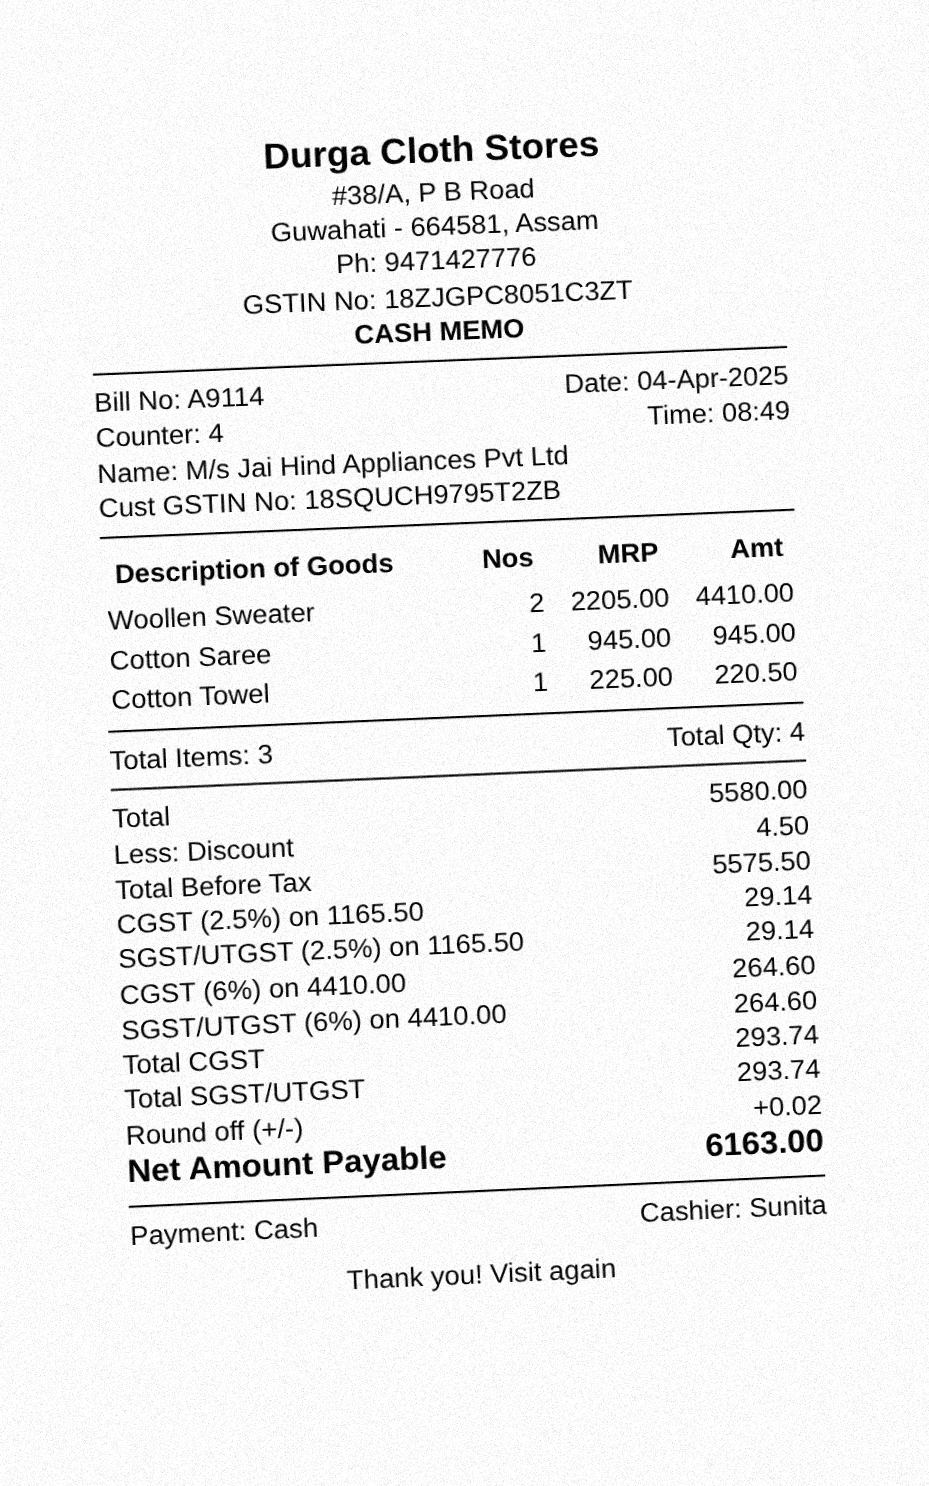 Durga Cloth Stores
#38/A, P B Road
Guwahati - 664581, Assam
Ph: 9471427776
GSTIN No: 18ZJGPC8051C3ZT
CASH MEMO
Bill No: A9114 Date: 04-Apr-2025
Counter: 4 Time: 08:49
Name: M/s Jai Hind Appliances Pvt Ltd
Cust GSTIN No: 18SQUCH9795T2ZB
Description of Goods Nos MRP Amt
Woollen Sweater 2 2205.00 4410.00
Cotton Saree 1 945.00 945.00
Cotton Towel 1 225.00 220.50
Total Items: 3 Total Qty: 4
Total 5580.00
Less: Discount 4.50
Total Before Tax 5575.50
CGST (2.5%) on 1165.50 29.14
SGST/UTGST (2.5%) on 1165.50 29.14
CGST (6%) on 4410.00 264.60
SGST/UTGST (6%) on 4410.00 264.60
Total CGST 293.74
Total SGST/UTGST 293.74
Round off (+/-) +0.02
Net Amount Payable 6163.00
Payment: Cash Cashier: Sunita
Thank you! Visit again